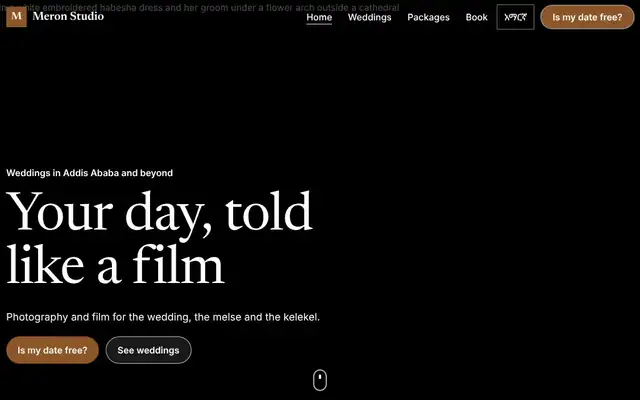 white embroidered habesha dress and her groom under a flower arch outside a cathedral
M Meron Studio
Home Weddings Packages Book አማርኛ Is my date free?
Weddings in Addis Ababa and beyond
Your day, told
like a film
Photography and film for the wedding, the melse and the kelekel.
Is my date free? See weddings